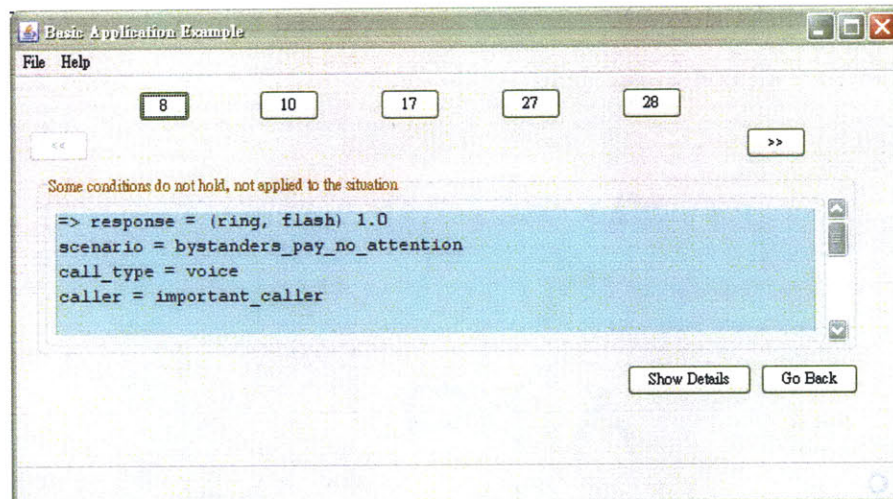 Basic Application Example
File Help
8 10 17 27 28
<< >>
Some conditions do not hold, not applied to the situation
=> response = (ring, flash) 1.0
scenario = bystanders_pay_no_attention
call_type = voice
caller = important_caller
Show Details Go Back